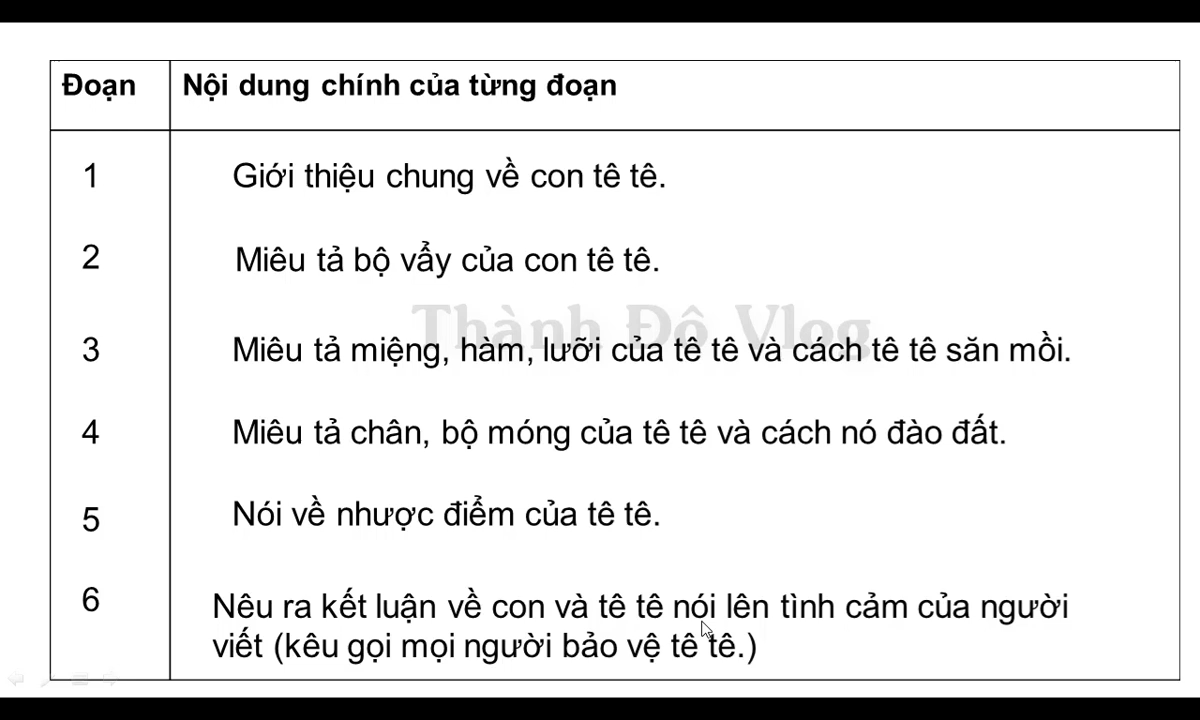 Đoạn Nội dung chính của từng đoạn
1 Giới thiệu chung về con tê tê.
2 Miêu tả bộ vẩy của con tê tê.
Thành Đô Vlog
3 Miêu tả miệng, hàm, lưỡi của tê tê và cách tê tê săn mồi.
4 Miêu tả chân, bộ móng của tê tê và cách nó đào đất.
5 Nói về nhược điểm của tê tê.
6 Nêu ra kết luận về con và tê tê nói lên tình cảm của người
viết (kêu gọi mọi người bảo vệ tê tê.)